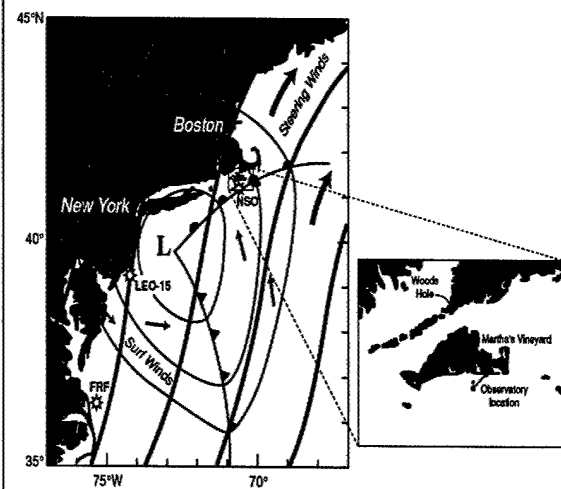 45°N
Steering Winds
Boston
NSO
New York
40°
L
LEO-15
Surf Winds
FRF
35°
75°W
70°
Woods
Hole
Martha's Vineyard
Observatory
location